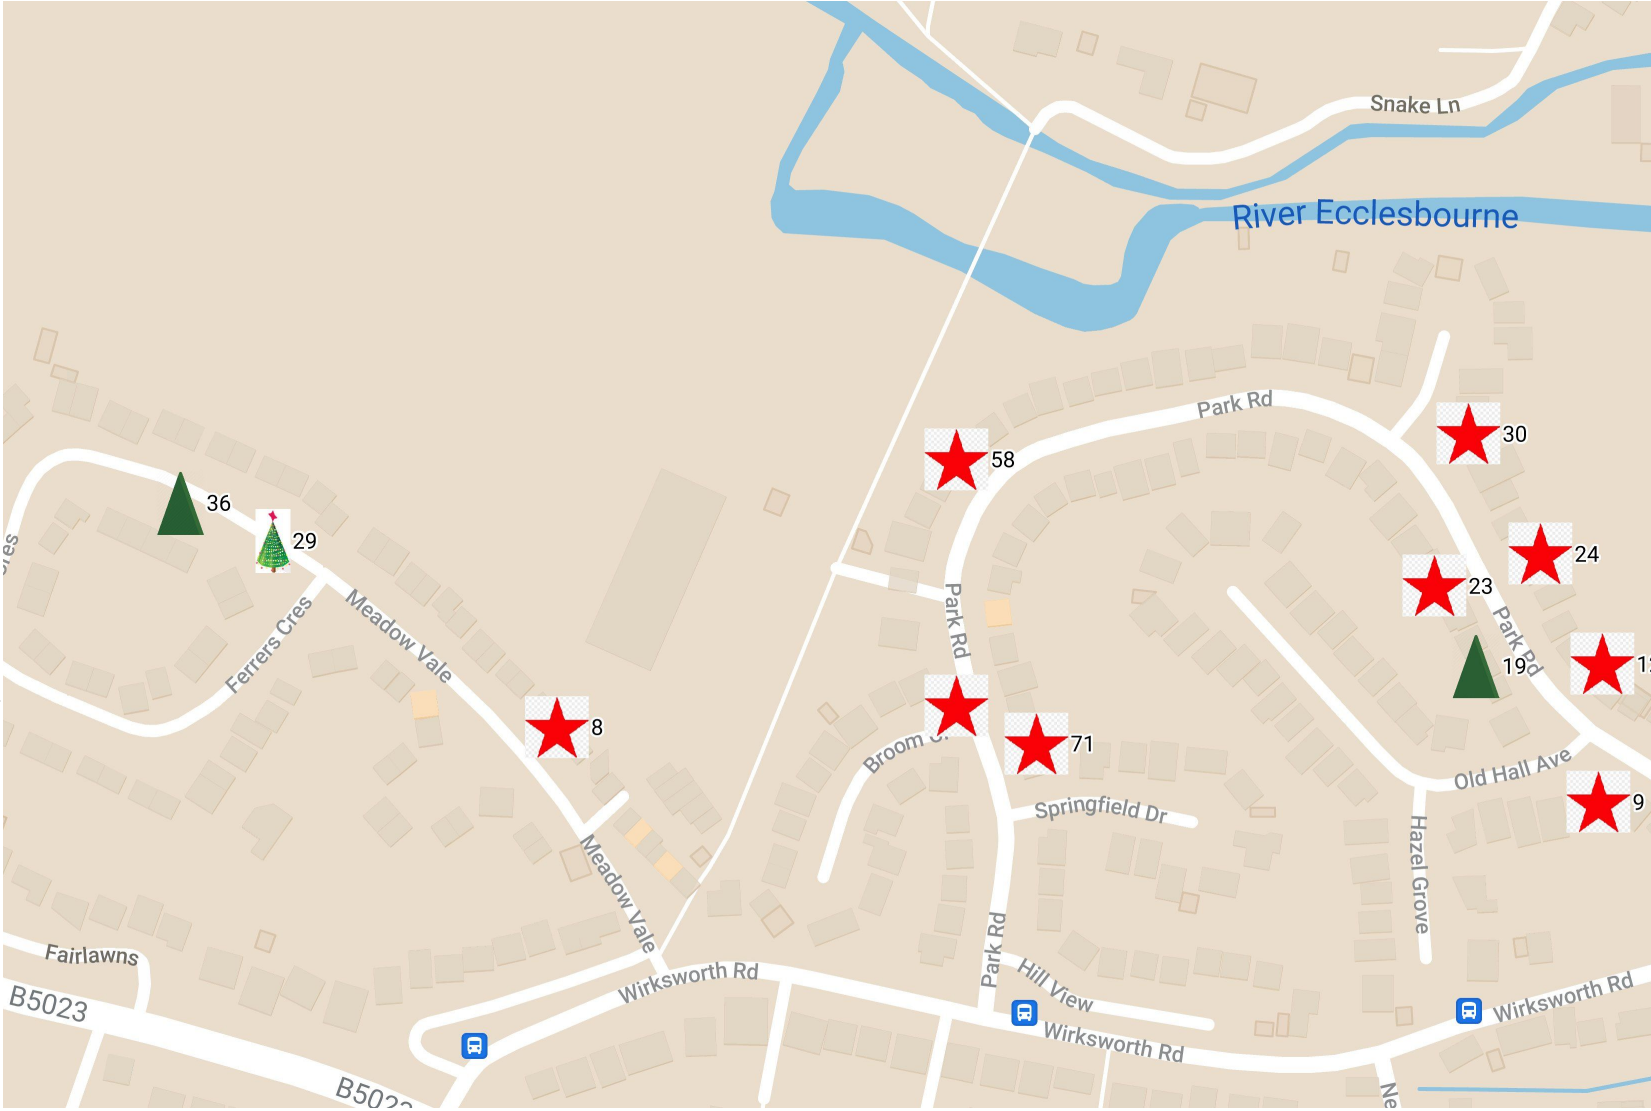 Snake Ln
River Ecclesbourne
Park Rd
30
58
36
29
24
23
Park Rd
Meadow Vale
Ferrers Cres
Park Rd
19
8
71
Broom
Old Hall Ave
9
Springfield Dr
Hazel Grove
Meadow Vale
Park Rd
Fairlawns
Hill View
Wirksworth Rd
B5023
Wirksworth Rd
Wirksworth Rd
B5023